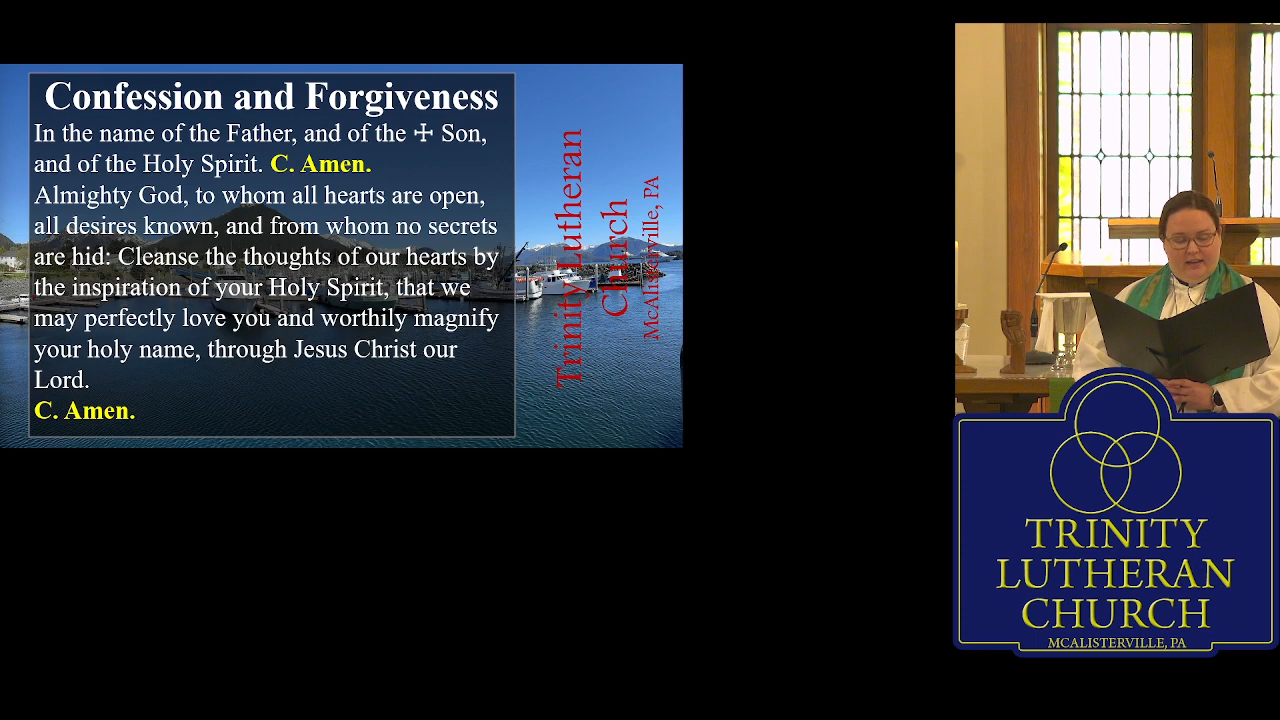 Confession and Forgiveness
In the name of the Father, and of the ☩ Son,
and of the Holy Spirit. C. Amen.
Almighty God, to whom all hearts are open,
all desires known, and from whom no secrets
are hid: Cleanse the thoughts of our hearts by
the inspiration of your Holy Spirit, that we
may perfectly love you and worthily magnify
your holy name, through Jesus Christ our
Lord.
C. Amen.
Trinity Lutheran
Church
McAlisterville, PA
TRINITY
LUTHERAN
CHURCH
MCALISTERVILLE, PA